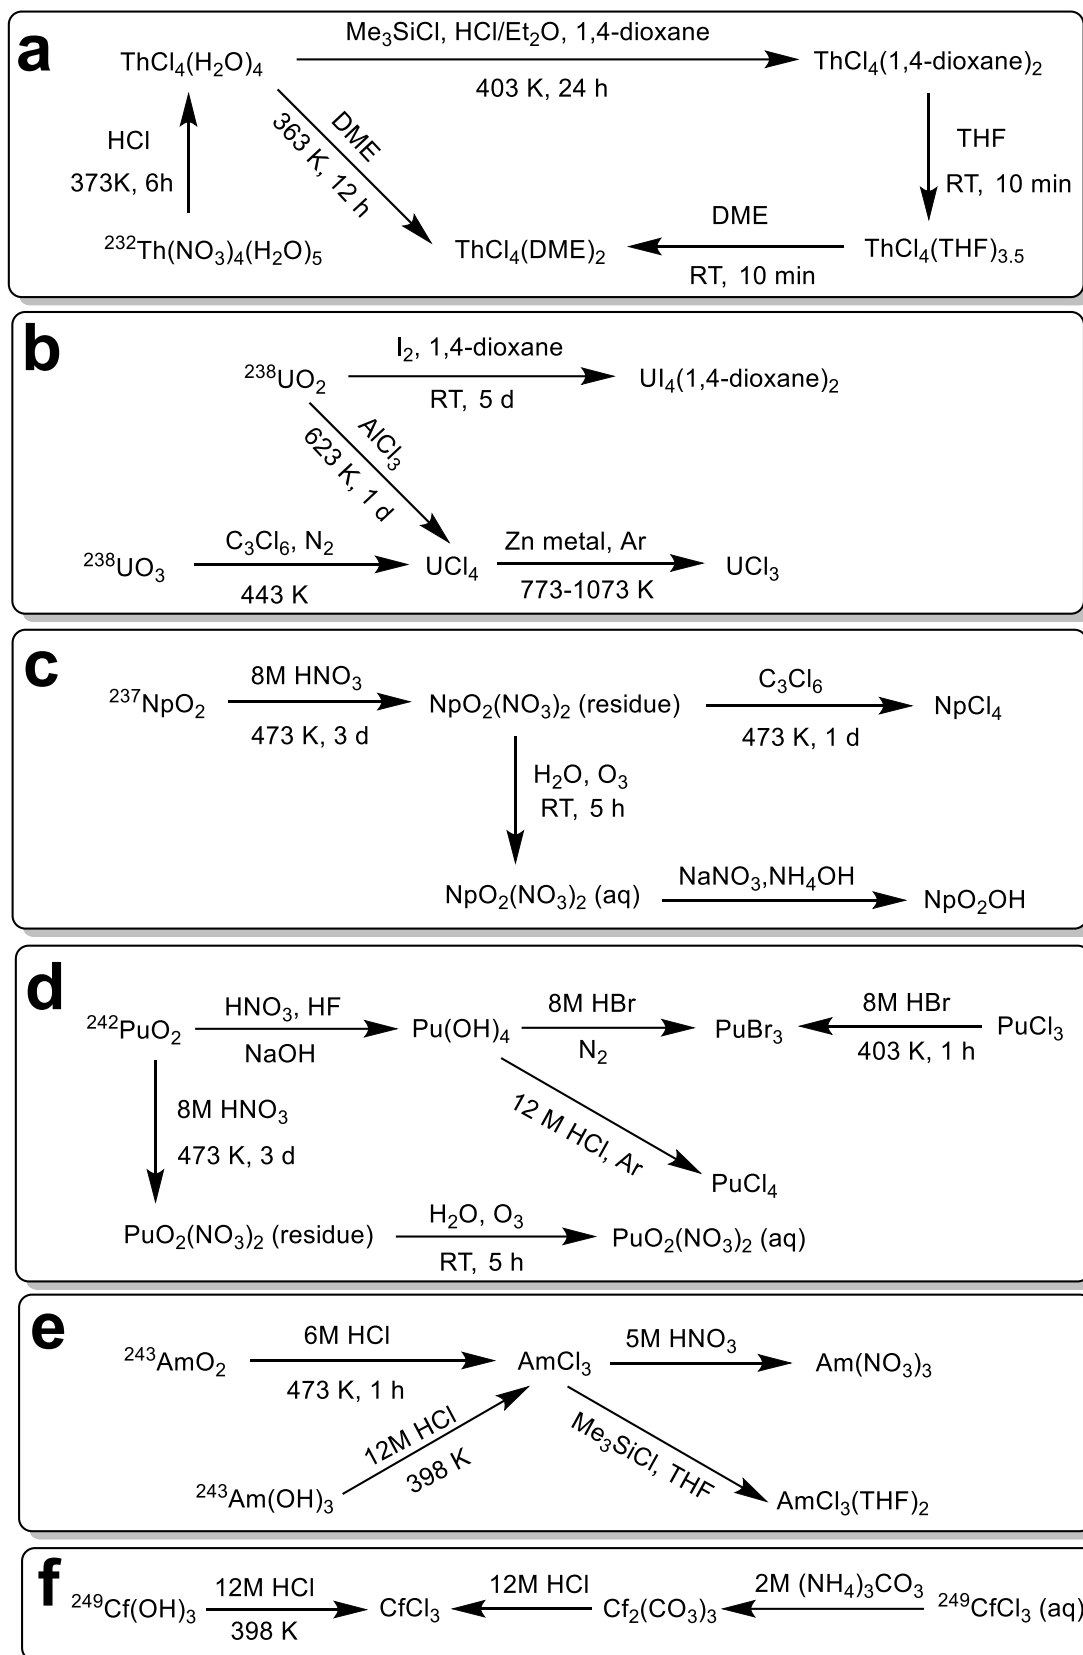 a
Me₃SiCl, HCl/Et₂O, 1,4-dioxane
ThCl₄(H₂O)₄
ThCl₄(1,4-dioxane)₂
403 K, 24 h
HCl
373K, 6h
DME
363 K, 12 h
THF
RT, 10 min
²³²Th(NO₃)₄(H₂O)₅
ThCl₄(DME)₂
DME
RT, 10 min
ThCl₄(THF)₃.₅
b
I₂, 1,4-dioxane
²³⁸UO₂
UI₄(1,4-dioxane)₂
RT, 5 d
AlCl₃
623 K, 1 d
²³⁸UO₃
C₃Cl₆, N₂
443 K
UCl₄
Zn metal, Ar
773-1073 K
UCl₃
c
²³⁷NpO₂
8M HNO₃
473 K, 3 d
NpO₂(NO₃)₂ (residue)
C₃Cl₆
473 K, 1 d
NpCl₄
H₂O, O₃
RT, 5 h
NpO₂(NO₃)₂ (aq)
NaNO₃,NH₄OH
NpO₂OH
d
²⁴²PuO₂
HNO₃, HF
NaOH
Pu(OH)₄
8M HBr
N₂
PuBr₃
8M HBr
403 K, 1 h
PuCl₃
8M HNO₃
473 K, 3 d
12 M HCl, Ar
PuCl₄
PuO₂(NO₃)₂ (residue)
H₂O, O₃
RT, 5 h
PuO₂(NO₃)₂ (aq)
e
²⁴³AmO₂
6M HCl
473 K, 1 h
AmCl₃
5M HNO₃
Am(NO₃)₃
12M HCl
398 K
Me₃SiCl, THF
²⁴³Am(OH)₃
AmCl₃(THF)₂
f
²⁴⁹Cf(OH)₃
12M HCl
398 K
CfCl₃
12M HCl
Cf₂(CO₃)₃
2M (NH₄)₃CO₃
²⁴⁹CfCl₃ (aq)